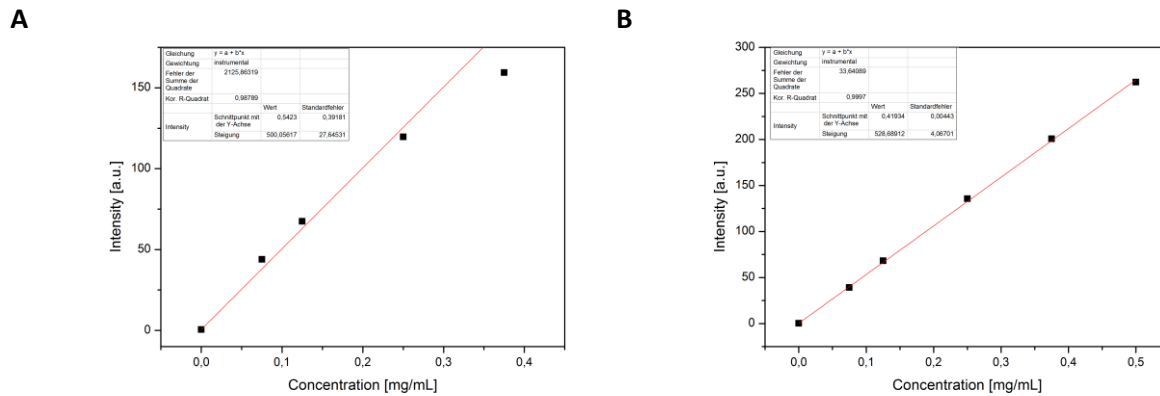 A
B
Gleichung y = a + b*x
Gewichtung instrumental
Fehler der Summe der Quadrate 2125,86319
Kor. R-Quadrat 0,98789
Wert Standardfehler
Intensity Schnittpunkt mit der Y-Achse 0,5423 0,39181
Steigung 500,05617 27,64531
150
100
50
0
0,0 0,1 0,2 0,3 0,4
Intensity [a.u.]
Concentration [mg/mL]
Gleichung y = a + b*x
Gewichtung instrumental
Fehler der Summe der Quadrate 33,64989
Kor. R-Quadrat 0,9997
Wert Standardfehler
Intensity Schnittpunkt mit der Y-Achse 0,41934 0,00443
Steigung 528,68912 4,06701
300
250
200
150
100
50
0
0,0 0,1 0,2 0,3 0,4 0,5
Intensity [a.u.]
Concentration [mg/mL]